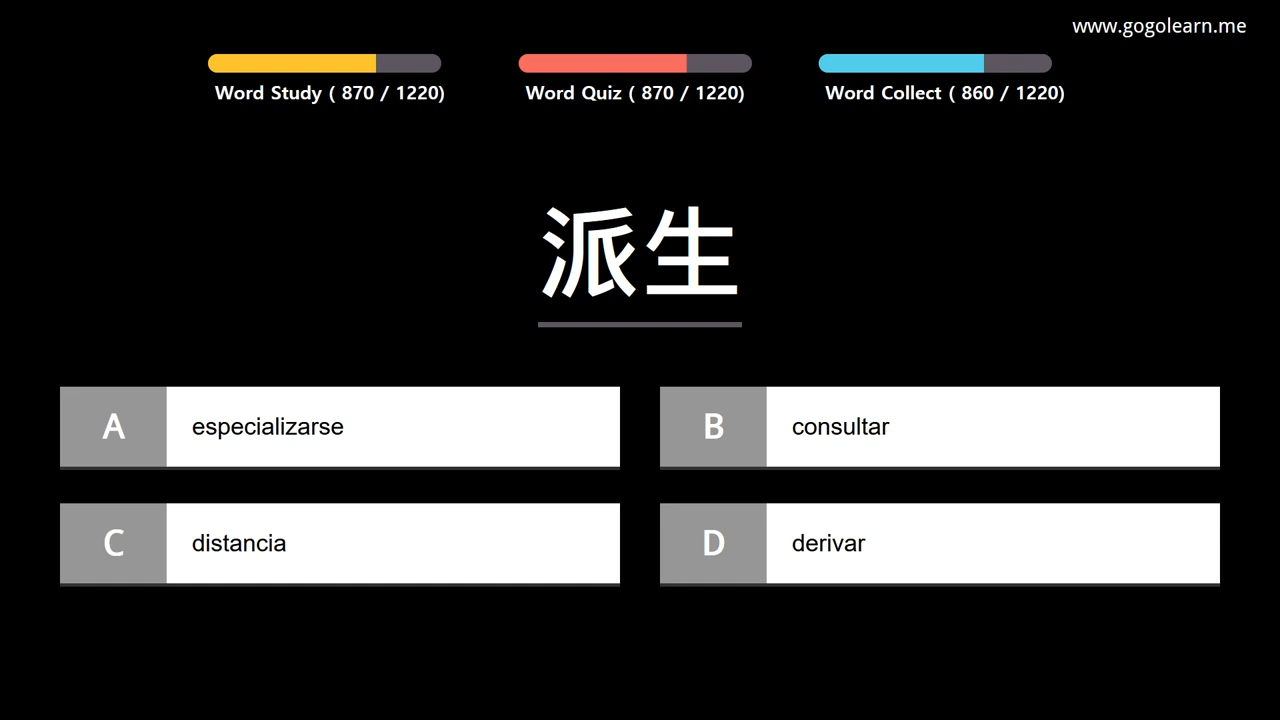 www.gogolearn.me
Word Study ( 870 / 1220)
Word Quiz ( 870 / 1220)
Word Collect ( 860 / 1220)
派生
A especializarse
B consultar
C distancia
D derivar